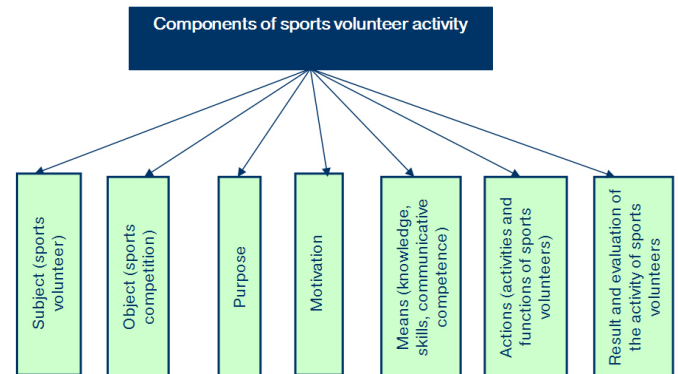 Components of sports volunteer activity
Subject (sports
volunteer)
Object (sports
competition)
Purpose
Motivation
Means (knowledge,
skills, communicative
competence)
Actions (activities and
functions of sports
volunteers)
Result and evaluation of
the activity of sports
volunteers